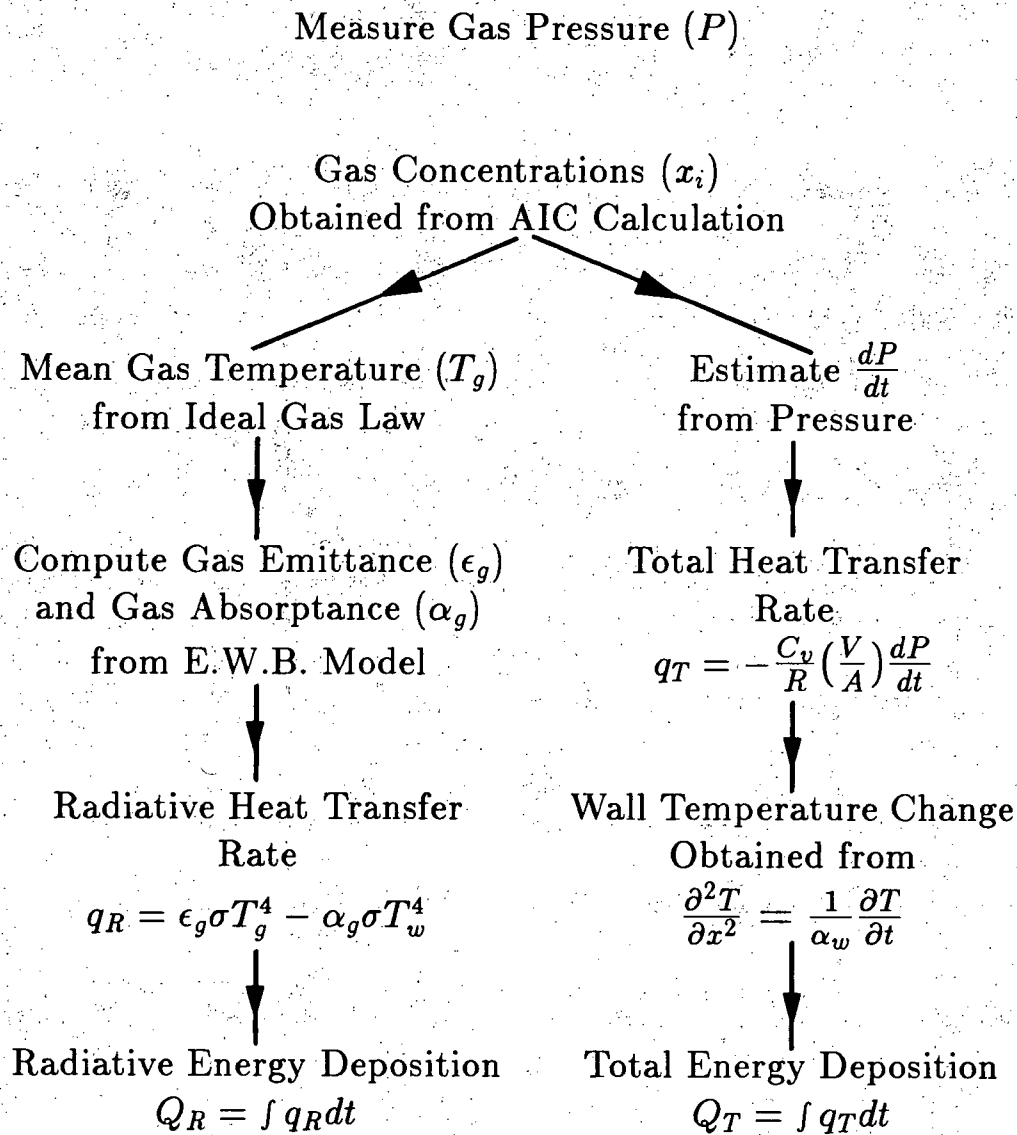 Measure Gas Pressure (P)
Gas Concentrations (x_i)
Obtained from AIC Calculation
Mean Gas Temperature (T_g)
from Ideal Gas Law
Compute Gas Emittance (ϵ_g)
and Gas Absorptance (α_g)
from E.W.B. Model
Radiative Heat Transfer
Rate
q_R = ϵ_g σT_g^4 − α_g σT_w^4
Radiative Energy Deposition
Q_R = ∫ q_R dt
Estimate dP/dt
from Pressure
Total Heat Transfer
Rate
q_T = −C_v/R (V/A) dP/dt
Wall Temperature Change
Obtained from
∂²T/∂x² = 1/α_w ∂T/∂t
Total Energy Deposition
Q_T = ∫ q_T dt